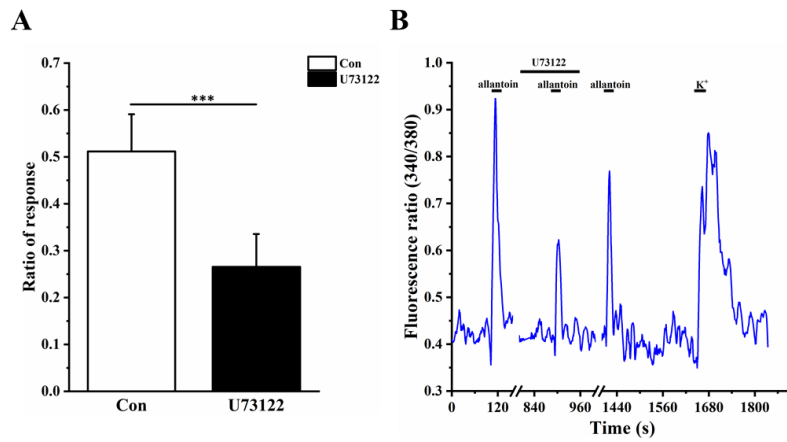 A
B
Ratio of response
0.7
0.6
0.5
0.4
0.3
0.2
0.1
0.0
Con
U73122
***
Con
U73122
Fluorescence ratio (340/380)
1.0
0.9
0.8
0.7
0.6
0.5
0.4
0.3
U73122
allantoin allantoin allantoin K⁺
0 120 840 960 1440 1560 1680 1800
Time (s)